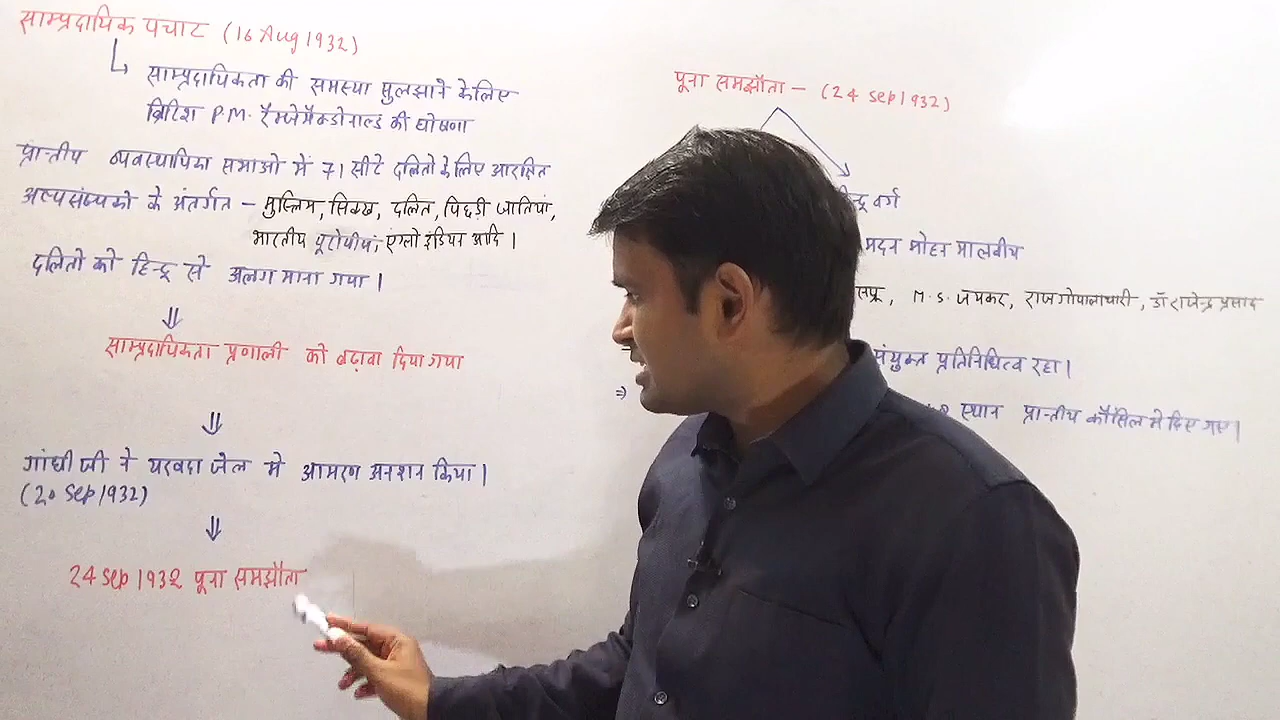 साम्प्रदायिक पंचाट (16 Aug 1932)
साम्प्रदायिकता की समस्या सुलझाने के लिए
ब्रिटिश P.M. रैम्जेमैक्डोनाल्ड की घोषणा
प्रान्तीय व्यवस्थापिका सभाओ में 71 सीटे दलितो के लिए आरक्षित
अल्पसंख्यको के अंतर्गत - मुस्लिम, सिक्ख, दलित, पिछड़ी जातियां,
भारतीय यूरोपीय, एंग्लो इंडियन आदि।
दलितो को हिन्दू से अलग माना गया।
⇓
साम्प्रदायिकता प्रणाली को बढ़ावा दिया गया
⇓
गांधी जी ने यरवदा जेल मे आमरण अनशन किया।
(20 Sep 1932)
⇓
24 Sep 1932 पूना समझौता
पूना समझौता - (24 Sep 1932)
वर्ग
मदन मोहन मालवीय
सप्रू, M.S. जयकर, राजगोपालाचारी, डॉ राजेन्द्र प्रसाद
संयुक्त प्रतिनिधित्व रहा।
⇒ स्थान प्रान्तीय कौंसिल मे दिए गए।